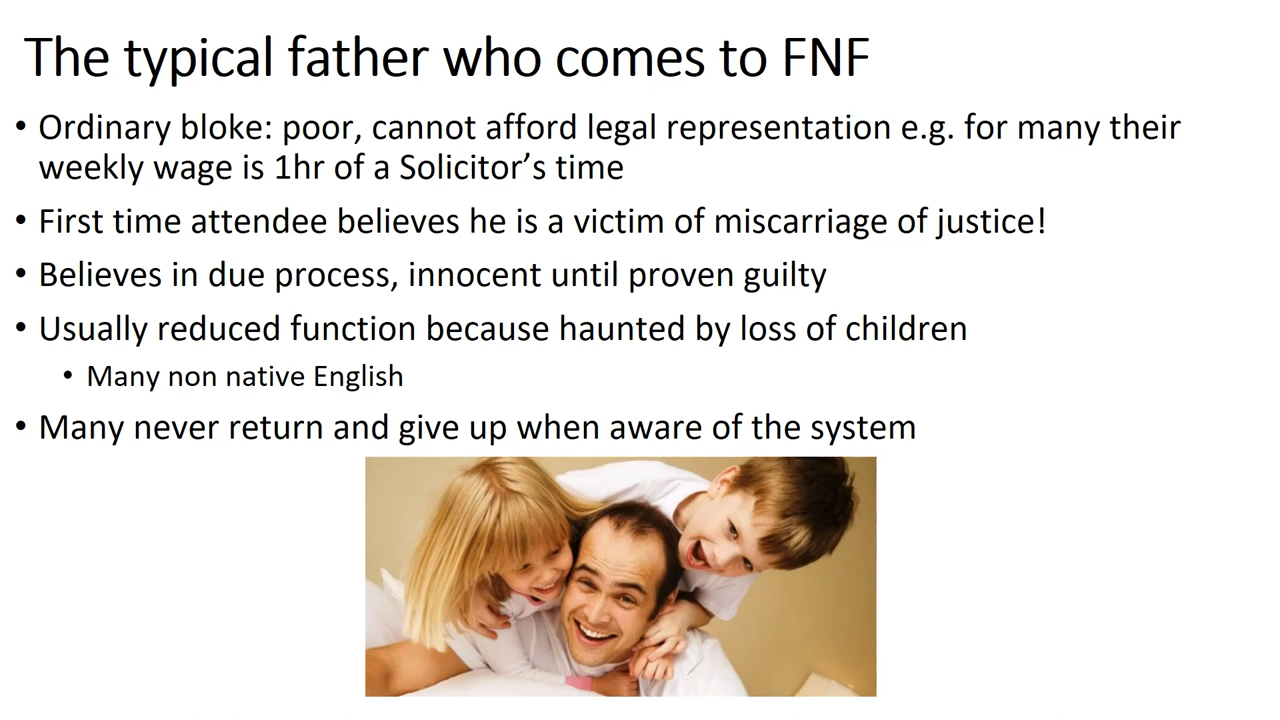 The typical father who comes to FNF
• Ordinary bloke: poor, cannot afford legal representation e.g. for many their
weekly wage is 1hr of a Solicitor’s time
• First time attendee believes he is a victim of miscarriage of justice!
• Believes in due process, innocent until proven guilty
• Usually reduced function because haunted by loss of children
• Many non native English
• Many never return and give up when aware of the system